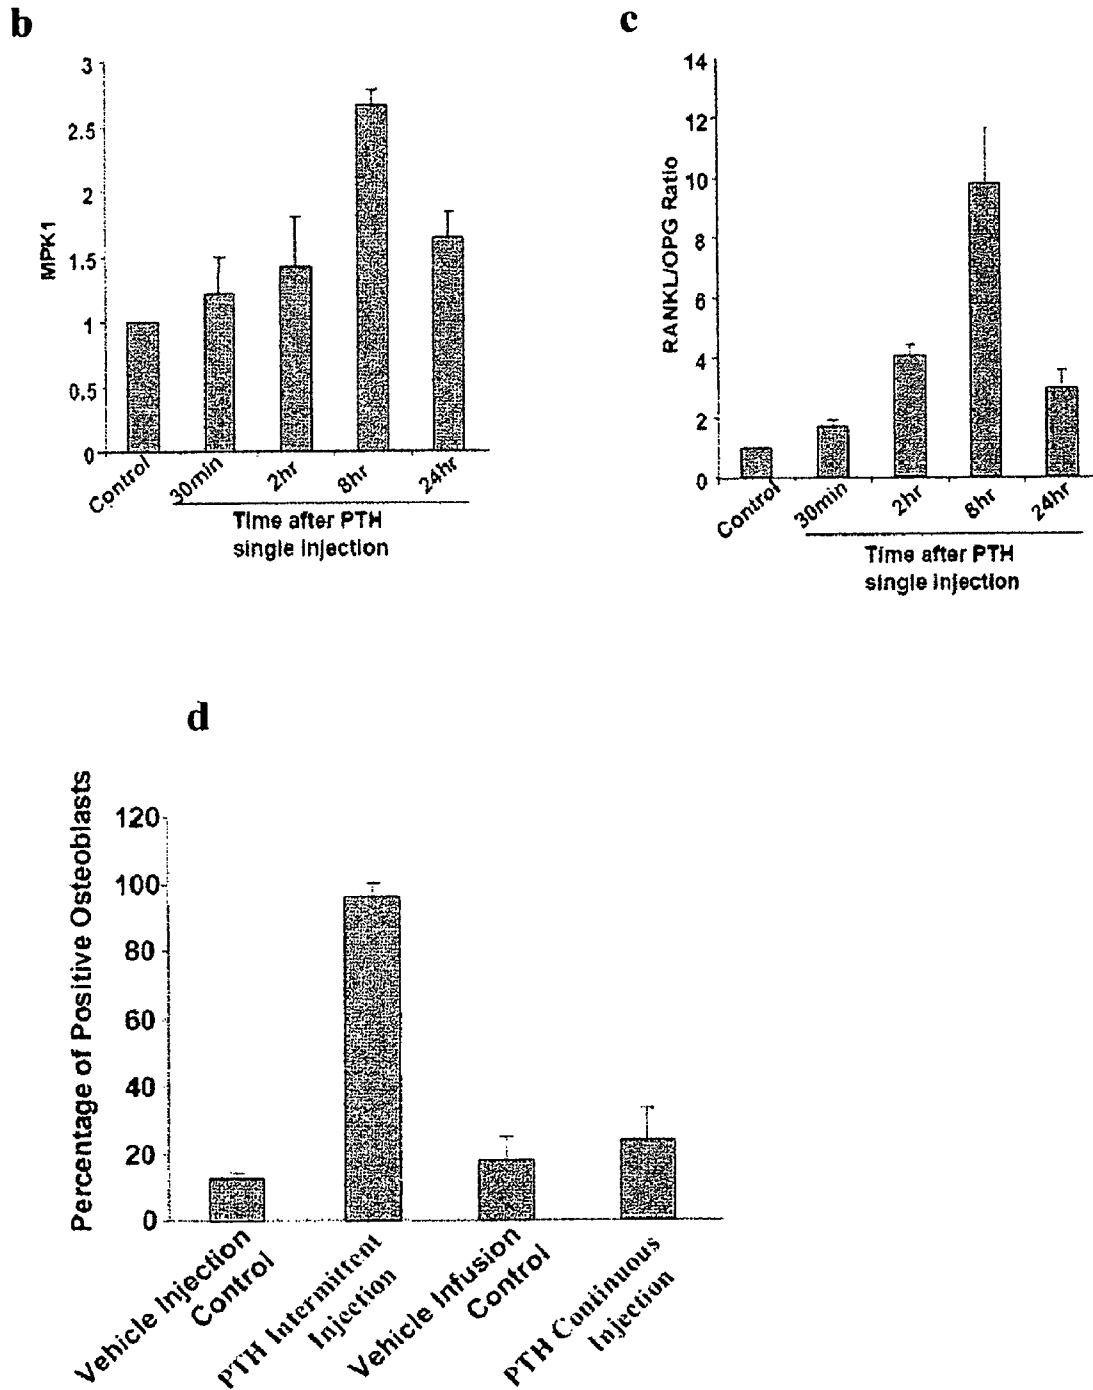 b
c
MPK1
3
2.5
2
1.5
1
0.5
0
Control
30min
2hr
8hr
24hr
Time after PTH
single injection
RANKL/OPG Ratio
14
12
10
8
6
4
2
0
Control
30min
2hr
8hr
24hr
Time after PTH
single injection
d
Percentage of Positive Osteoblasts
120
100
80
60
40
20
0
Vehicle Injection
Control
PTH Intermittent
Injection
Vehicle Infusion
Control
PTH Continuous
Injection